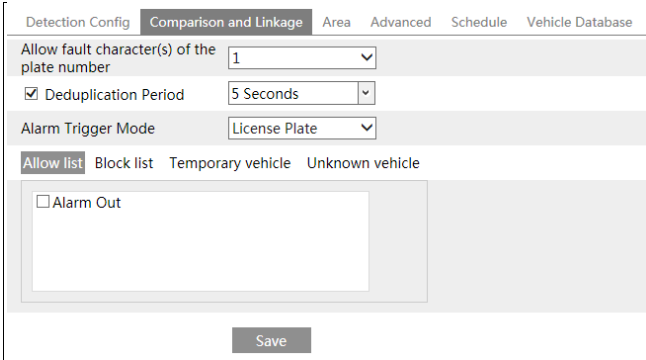 Detection Config Comparison and Linkage Area Advanced Schedule Vehicle Database
Allow fault character(s) of the
plate number
1
Deduplication Period 5 Seconds
Alarm Trigger Mode License Plate
Allow list Block list Temporary vehicle Unknown vehicle
Alarm Out
Save